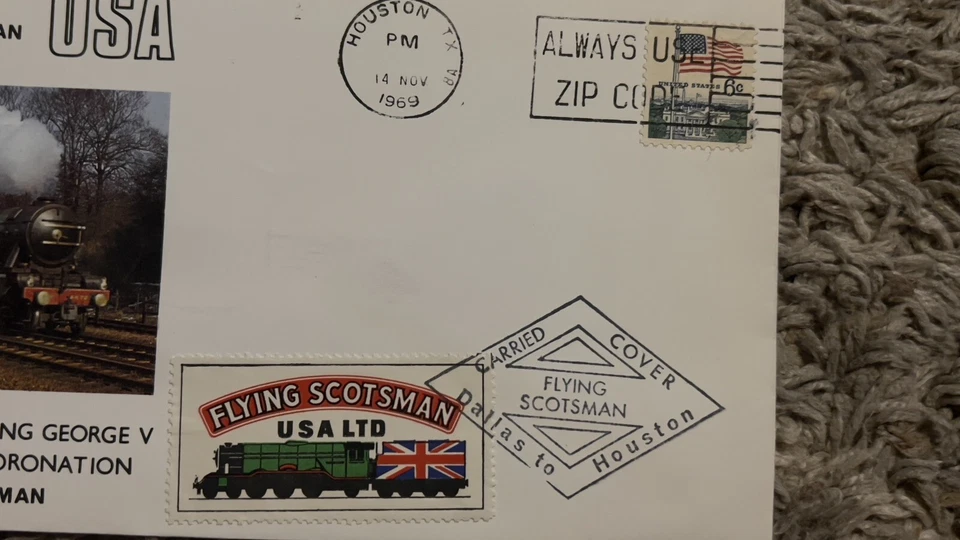 AN
USA
HOUSTON TX
PM
14 NOV
1969
ALWAYS USE
ZIP CODE
UNITED STATES 6c
NG GEORGE V
ORONATION
MAN
FLYING SCOTSMAN
USA LTD
CARRIED COVER
FLYING
SCOTSMAN
Dallas to Houston